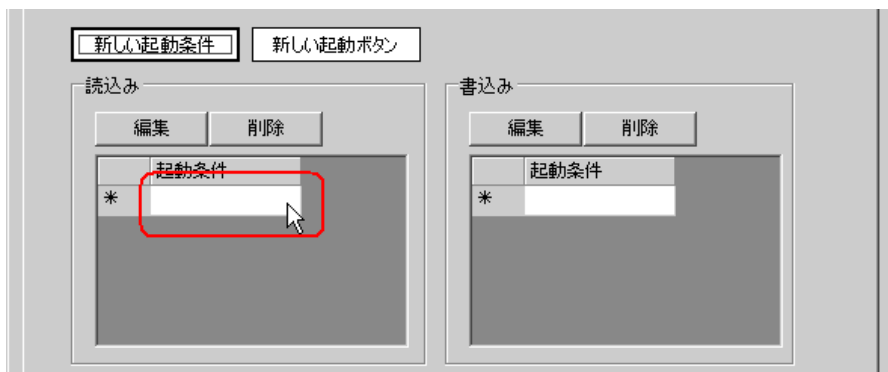 新しい起動条件 新しい起動ボタン
読込み 書込み
編集 削除 編集 削除
起動条件 起動条件
* *